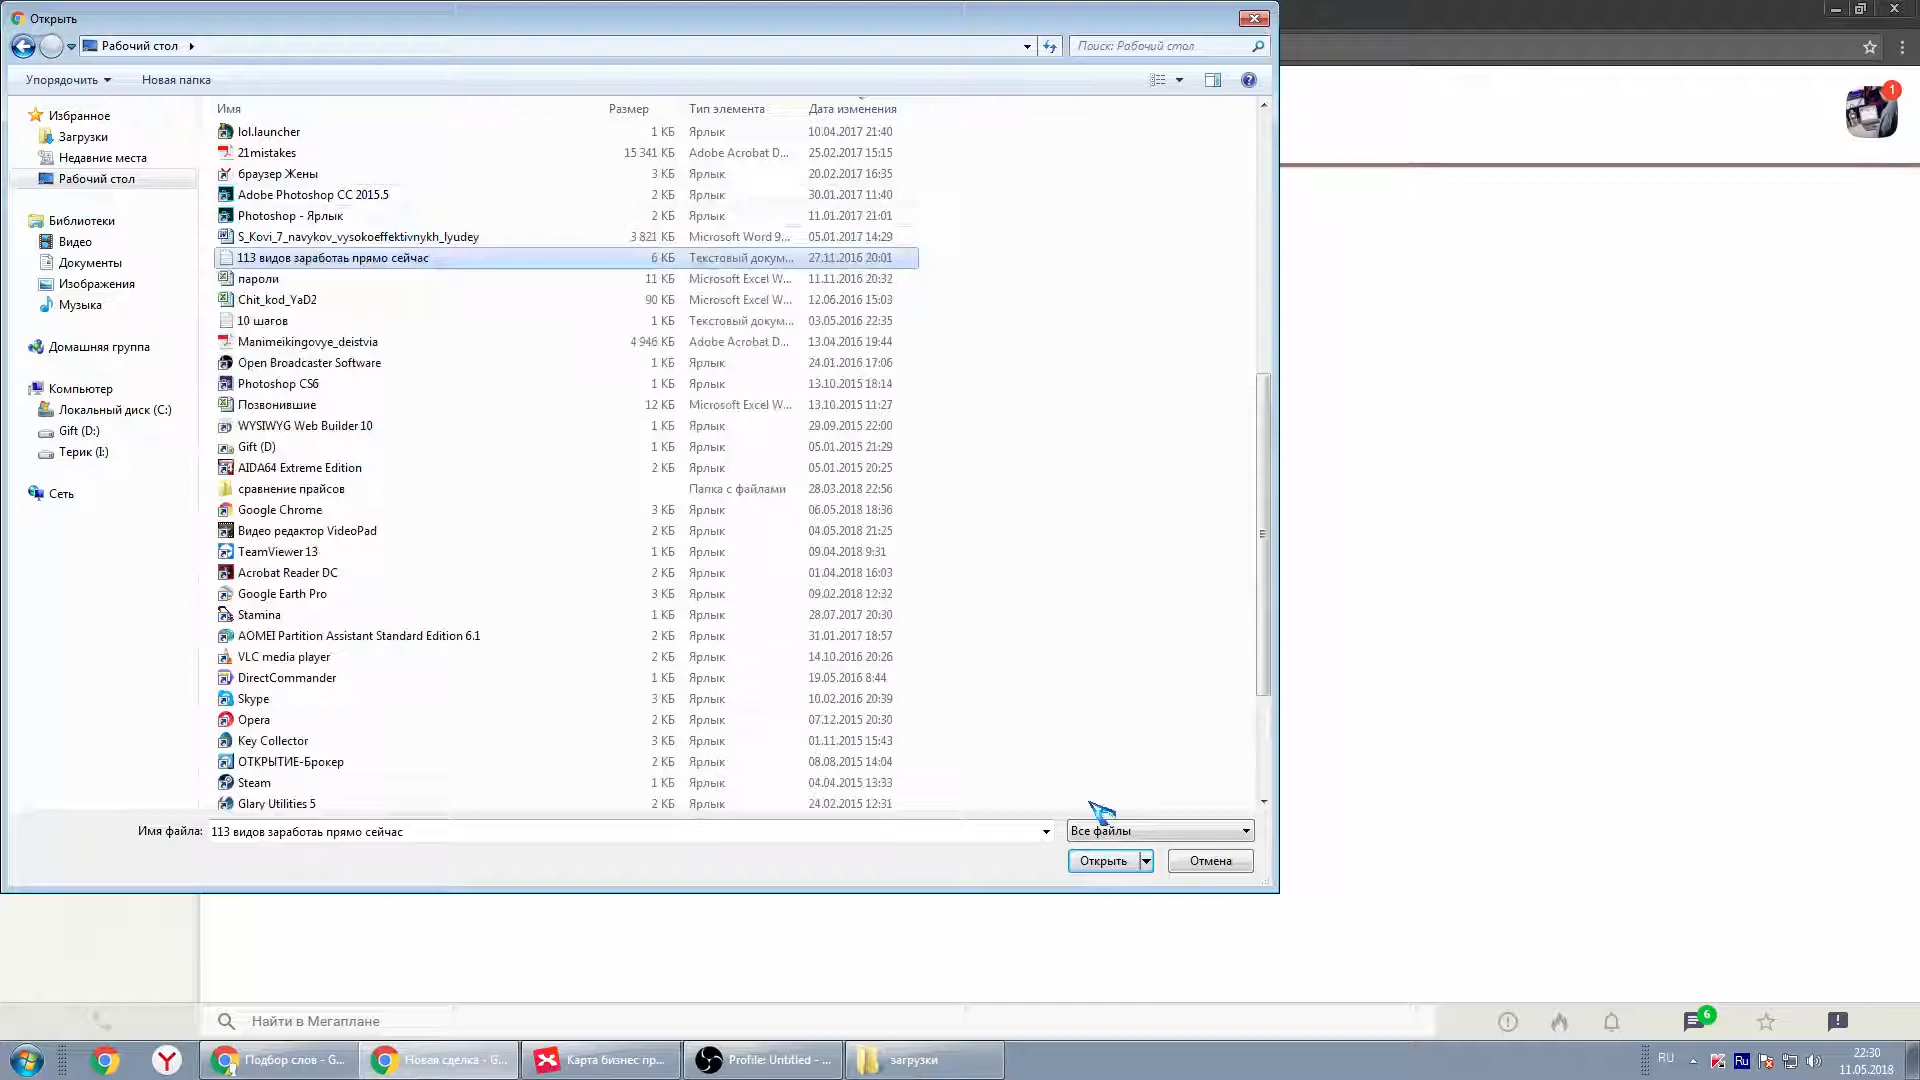 Открыть
Рабочий стол
Поиск: Рабочий стол
Упорядочить
Новая папка
1
Избранное
Загрузки
Недавние места
Рабочий стол
Библиотеки
Видео
Документы
Изображения
Музыка
Домашняя группа
Компьютер
Локальный диск (C:)
Gift (D:)
Терик (I:)
Сеть
Имя Размер Тип элемента Дата изменения
lol.launcher 1 КБ Ярлык 10.04.2017 21:40
21mistakes 15 341 КБ Adobe Acrobat D... 25.02.2017 15:15
браузер Жены 3 КБ Ярлык 20.02.2017 16:35
Adobe Photoshop CC 2015.5 2 КБ Ярлык 30.01.2017 11:40
Photoshop - Ярлык 2 КБ Ярлык 11.01.2017 21:01
S_Kovi_7_navykov_vysokoeffektivnykh_lyudey 3 821 КБ Microsoft Word 9... 05.01.2017 14:29
113 видов заработаь прямо сейчас 6 КБ Текстовый докум... 27.11.2016 20:01
пароли 11 КБ Microsoft Excel W... 11.11.2016 20:32
Chit_kod_YaD2 90 КБ Microsoft Excel W... 12.06.2016 15:03
10 шагов 1 КБ Текстовый докум... 03.05.2016 22:35
Manimeikingovye_deistvia 4 946 КБ Adobe Acrobat D... 13.04.2016 19:44
Open Broadcaster Software 1 КБ Ярлык 24.01.2016 17:06
Photoshop CS6 1 КБ Ярлык 13.10.2015 18:14
Позвонившие 12 КБ Microsoft Excel W... 13.10.2015 11:27
WYSIWYG Web Builder 10 1 КБ Ярлык 29.09.2015 22:00
Gift (D) 1 КБ Ярлык 05.01.2015 21:29
AIDA64 Extreme Edition 2 КБ Ярлык 05.01.2015 20:25
сравнение прайсов Папка с файлами 28.03.2018 22:56
Google Chrome 3 КБ Ярлык 06.05.2018 18:36
Видео редактор VideoPad 2 КБ Ярлык 04.05.2018 21:25
TeamViewer 13 1 КБ Ярлык 09.04.2018 9:31
Acrobat Reader DC 2 КБ Ярлык 01.04.2018 16:03
Google Earth Pro 3 КБ Ярлык 09.02.2018 12:32
Stamina 1 КБ Ярлык 28.07.2017 20:30
AOMEI Partition Assistant Standard Edition 6.1 2 КБ Ярлык 31.01.2017 18:57
VLC media player 2 КБ Ярлык 14.10.2016 20:26
DirectCommander 1 КБ Ярлык 19.05.2016 8:44
Skype 3 КБ Ярлык 10.02.2016 20:39
Opera 2 КБ Ярлык 07.12.2015 20:30
Key Collector 3 КБ Ярлык 01.11.2015 15:43
ОТКРЫТИЕ-Брокер 2 КБ Ярлык 08.08.2015 14:04
Steam 1 КБ Ярлык 04.04.2015 13:33
Glary Utilities 5 2 КБ Ярлык 24.02.2015 12:31
Имя файла: 113 видов заработаь прямо сейчас Все файлы
Открыть Отмена
Найти в Мегаплане 6
Подбор слов - G... Новая сделка - G... Карта бизнес пр... Profile: Untitled - ... загрузки
RU Ru 22:30
11.05.2018